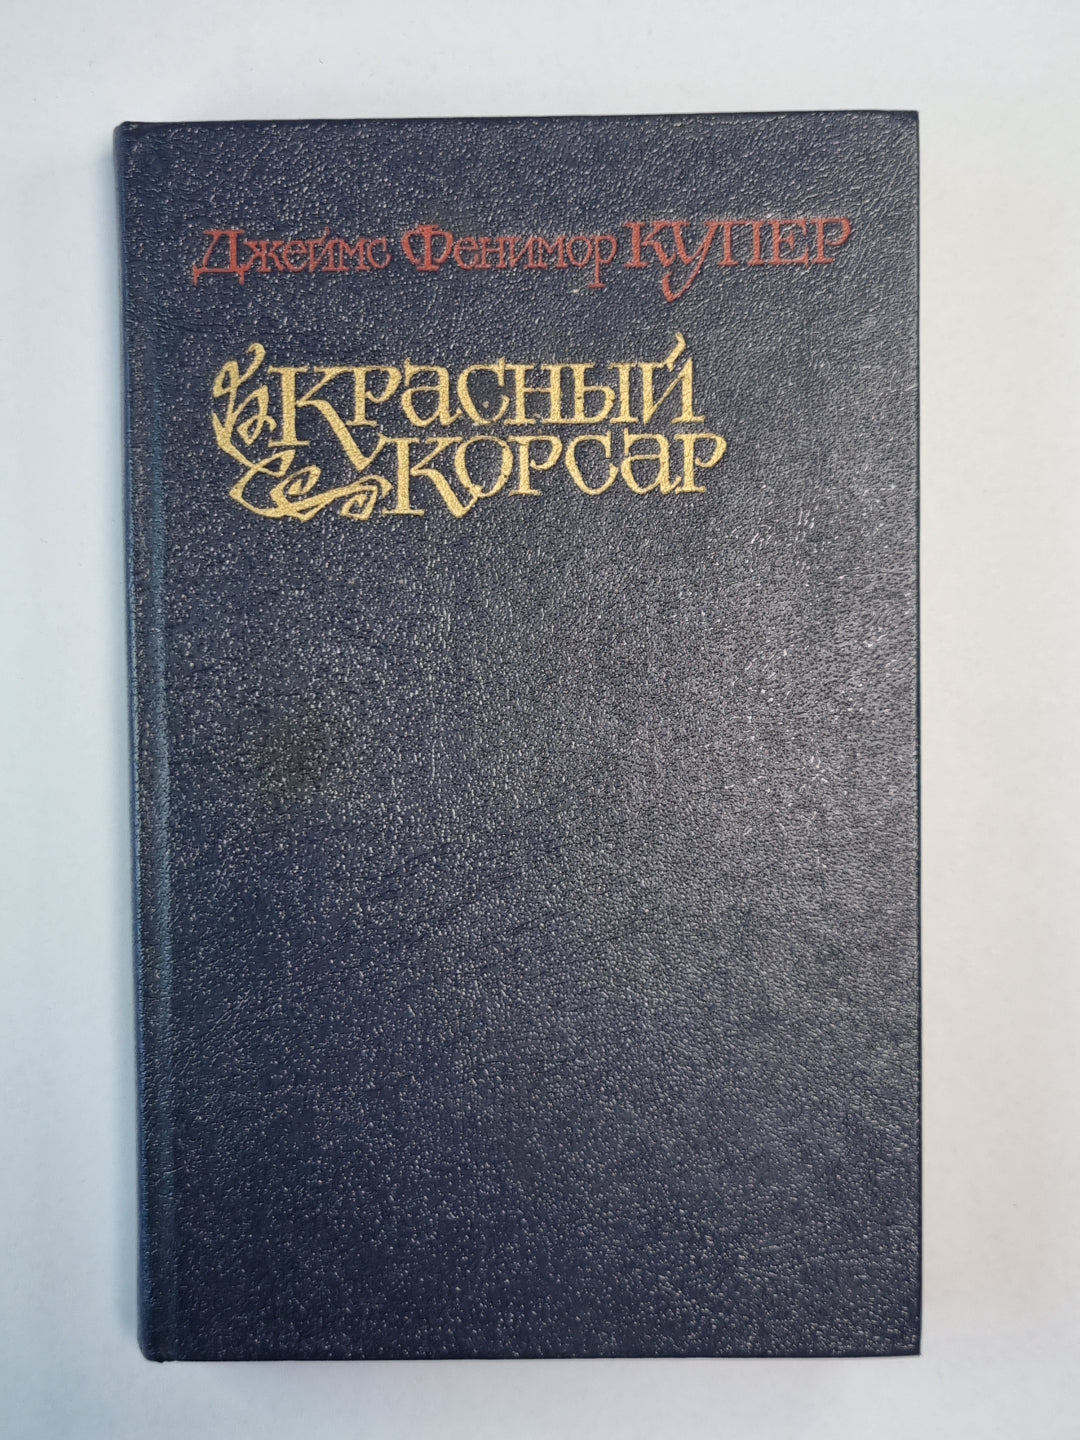 Джеймс Фенимор КУПЕР
КРАСНЫЙ
КОРСАР